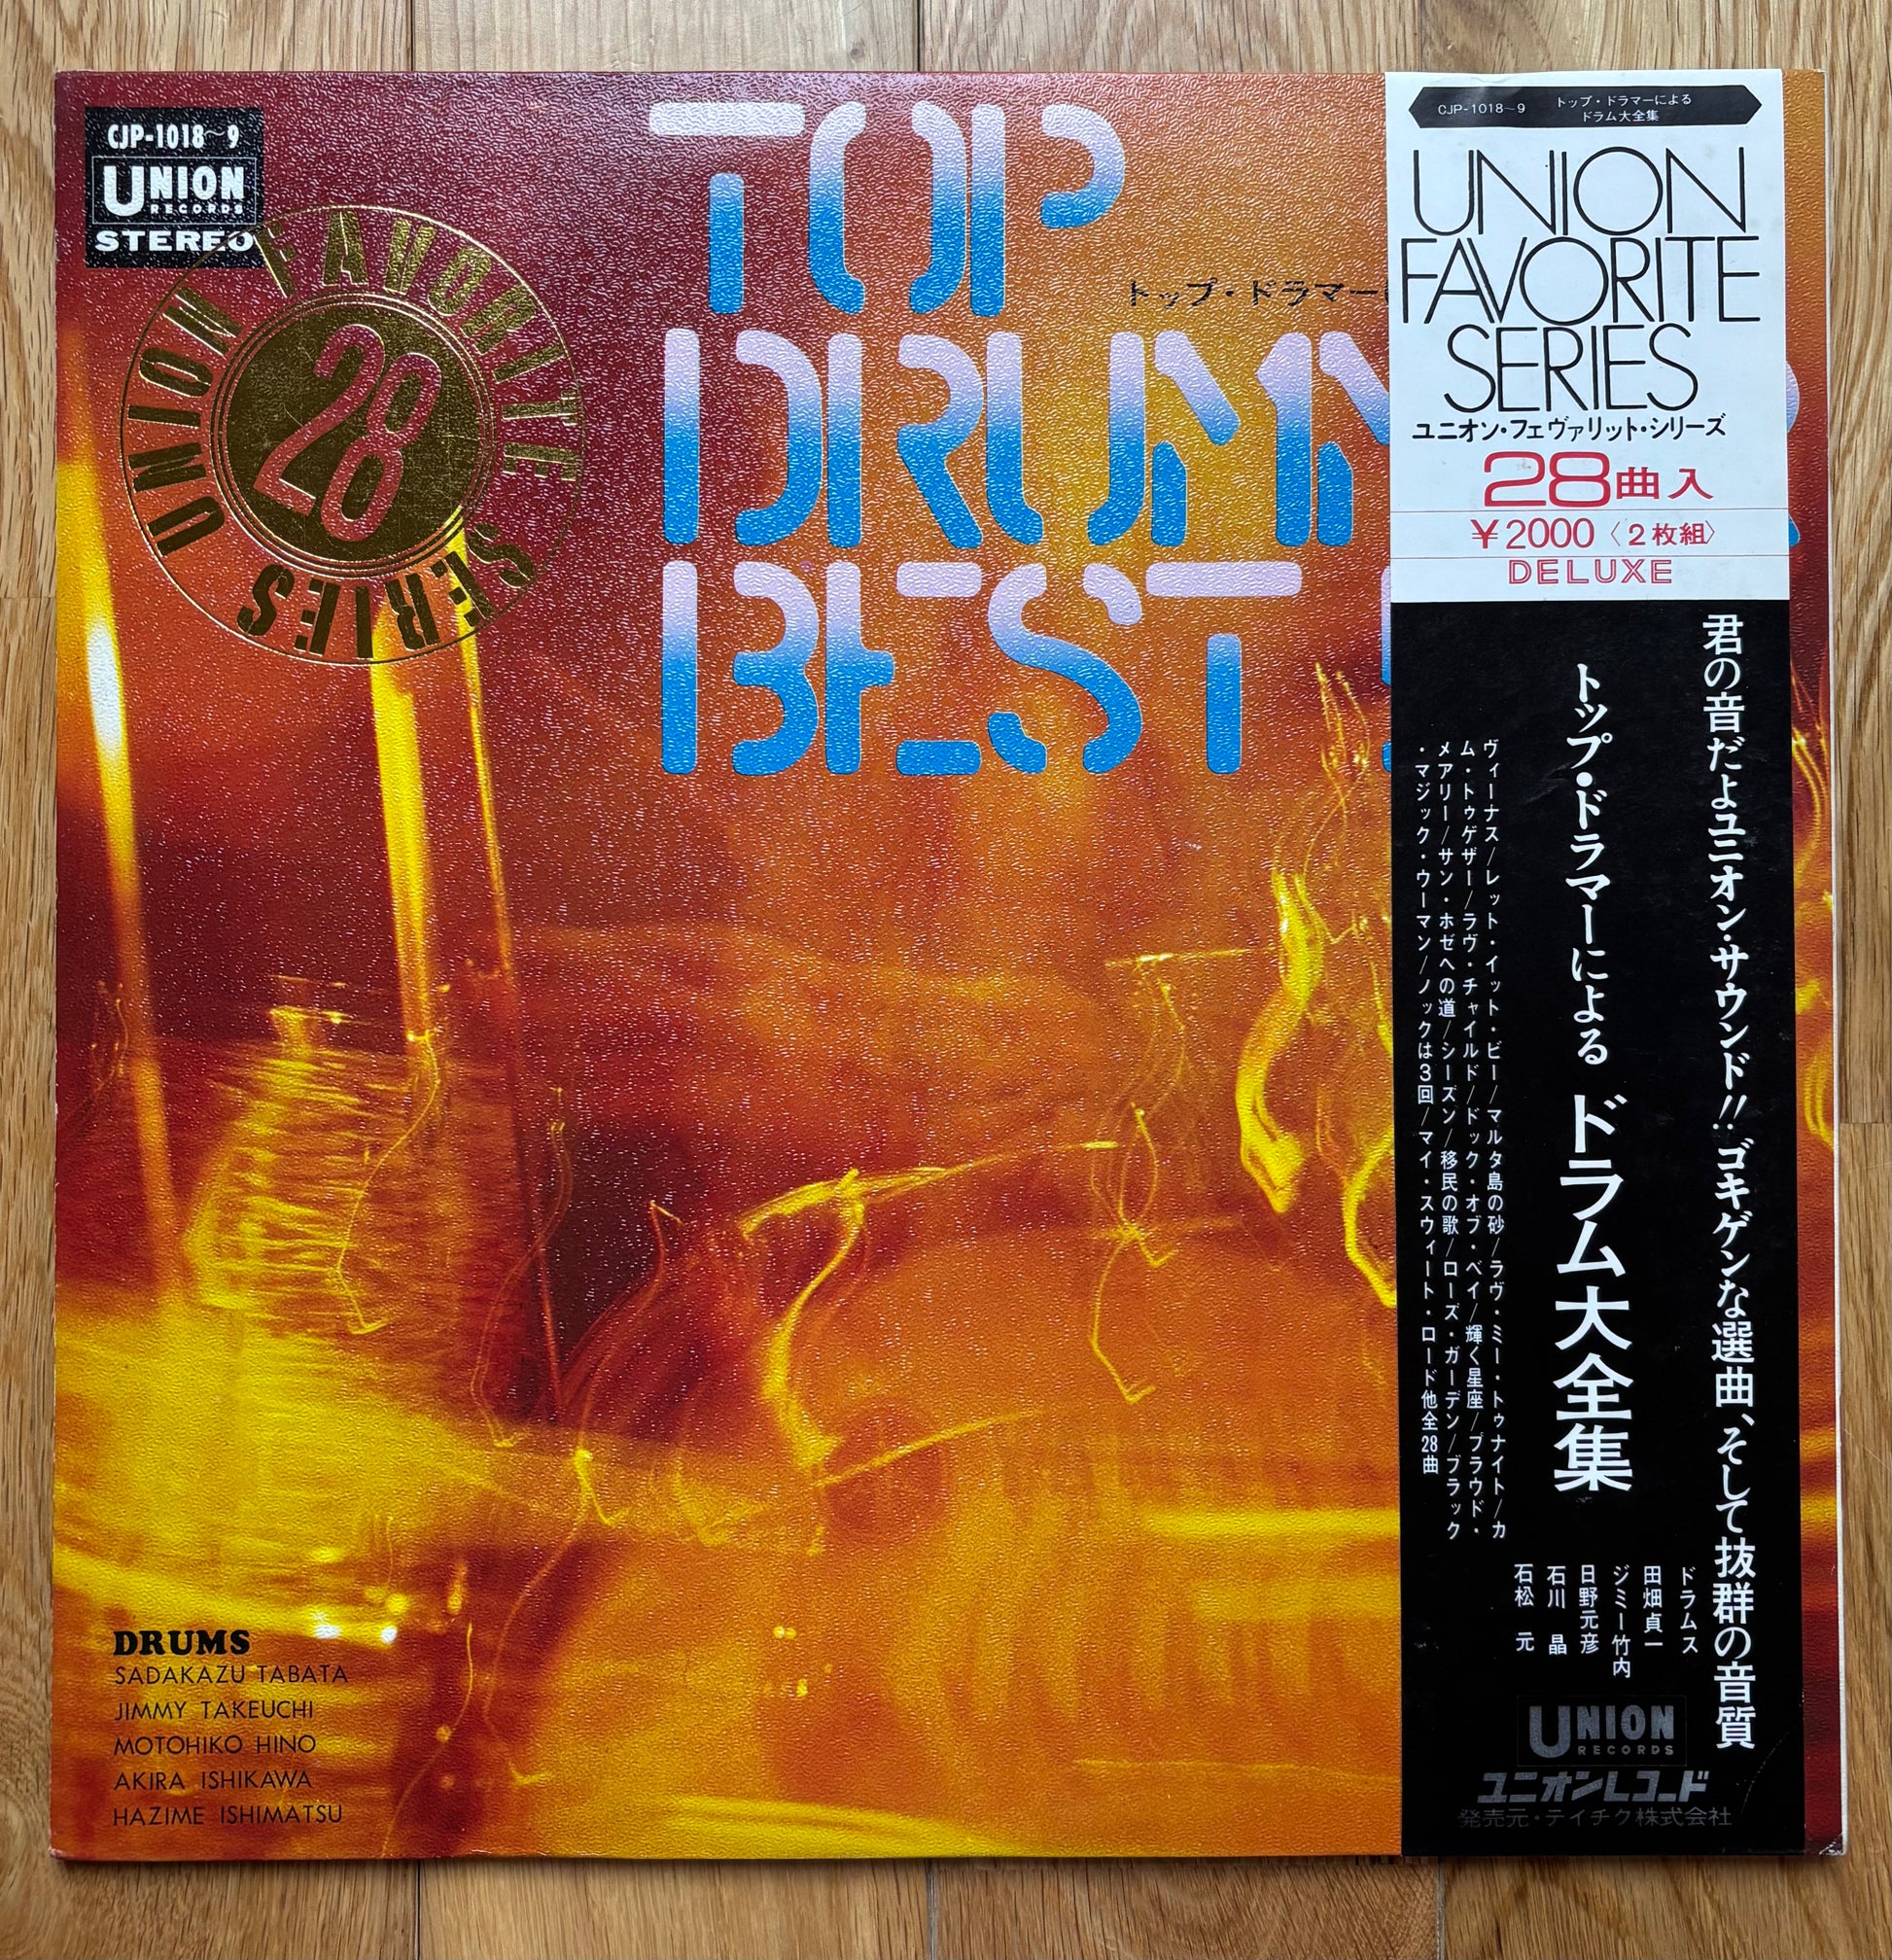 CJP-1018~9
UNION
RECORDS
STEREO
UNION FAVORITE SERIES
28
TOP
トップ・ドラマー
DRUMM
BEST
DRUMS
SADAKAZU TABATA
JIMMY TAKEUCHI
MOTOHIKO HINO
AKIRA ISHIKAWA
HAZIME ISHIMATSU
CJP-1018~9
トップ・ドラマーによる
ドラム大全集
UNION
FAVORITE
SERIES
ユニオン・フェヴァリット・シリーズ
28曲入
¥2000〈2枚組〉
DELUXE
君の音だよユニオン・サウンド!! ゴキゲンな選曲、そして抜群の音質
トップ・ドラマーによる ドラム大全集
ヴィーナス/レット・イット・ビー/マルタ島の砂/ラヴ・ミー・トゥナイト/カ
ム・トゥゲザー/ラヴ・チャイルド/ドック・オブ・ベイ/輝く星座/プラウド・
メアリー/サン・ホゼへの道/シーズン/移民の歌/ローズ・ガーデン/ブラック
・マジック・ウーマン/ノックは3回/マイ・スウィート・ロード他全28曲
ドラムス
田畑貞一
ジミー竹内
日野元彦
石川 晶
石松 元
UNION
RECORDS
ユニオンレコード
発売元・テイチク株式会社